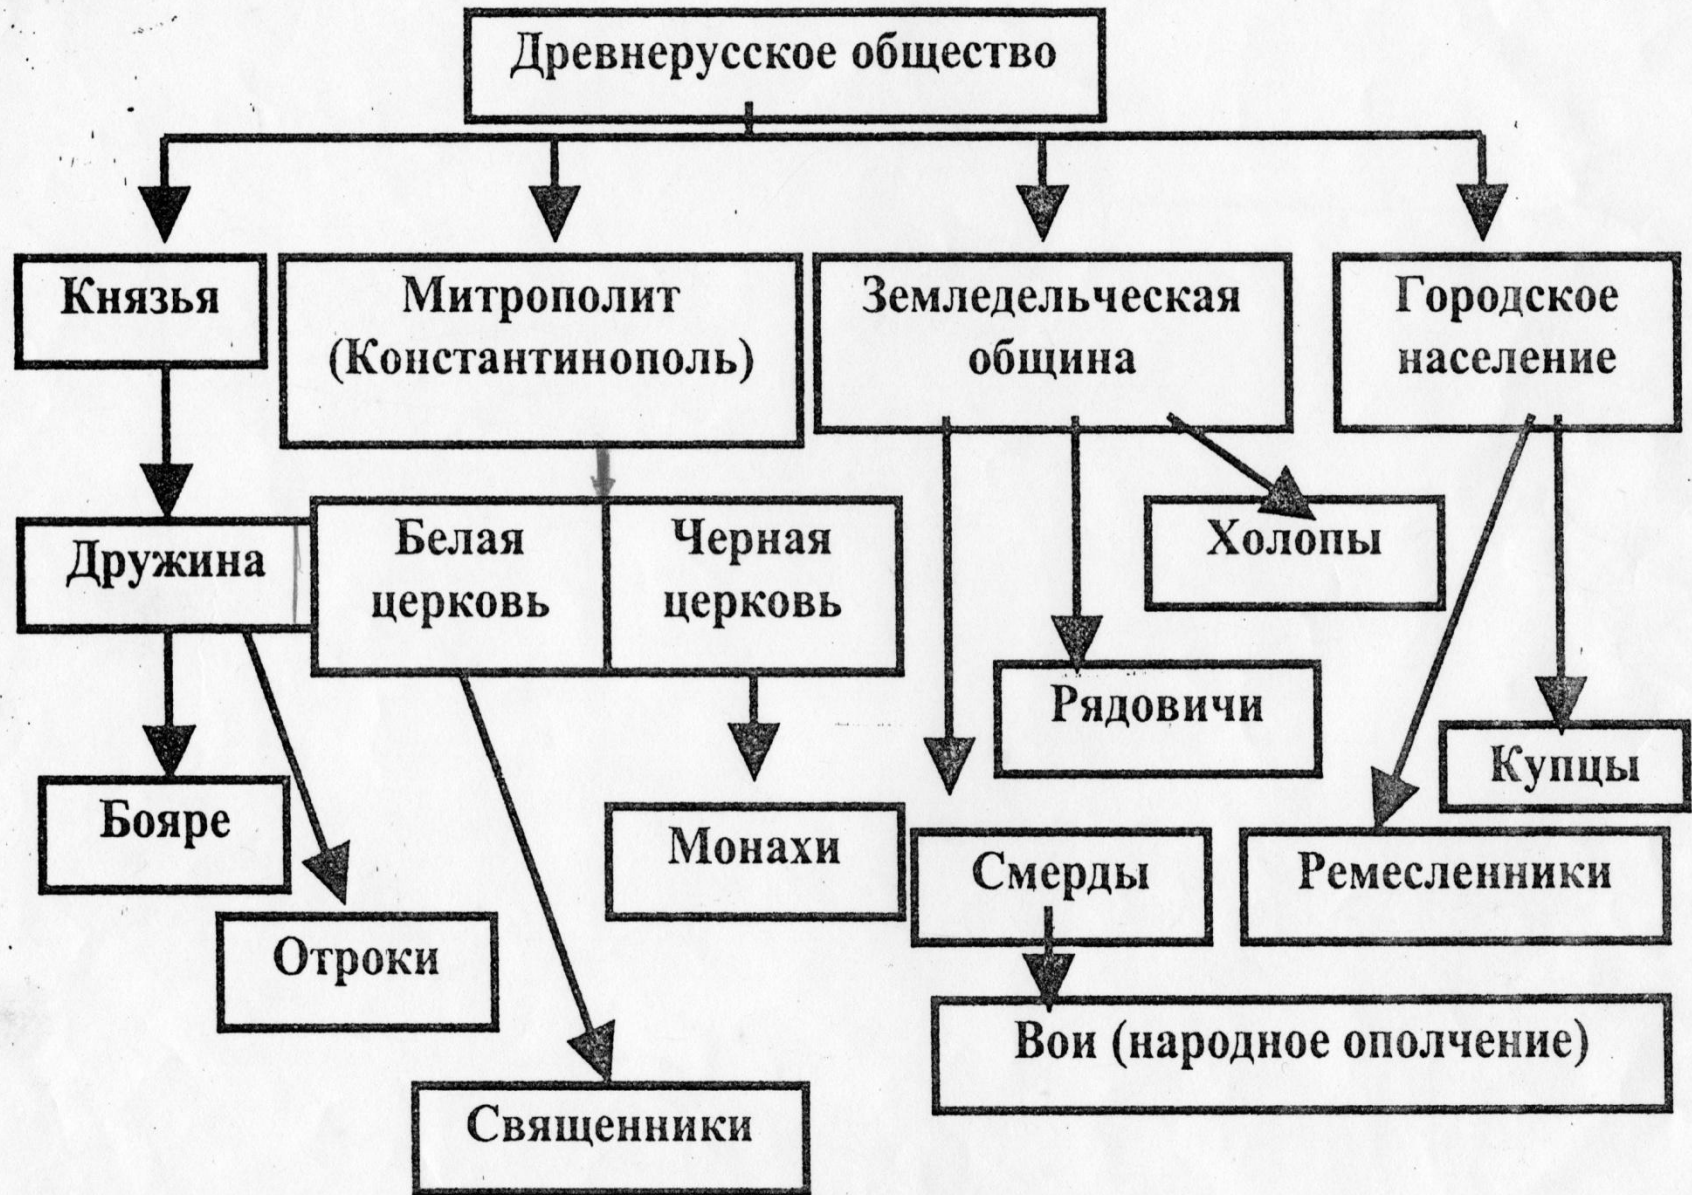 Древнерусское общество
Князья
Митрополит
(Константинополь)
Земледельческая
община
Городское
население
Дружина
Белая
церковь
Черная
церковь
Холопы
Рядовичи
Купцы
Бояре
Монахи
Смерды
Ремесленники
Отроки
Вои (народное ополчение)
Священники